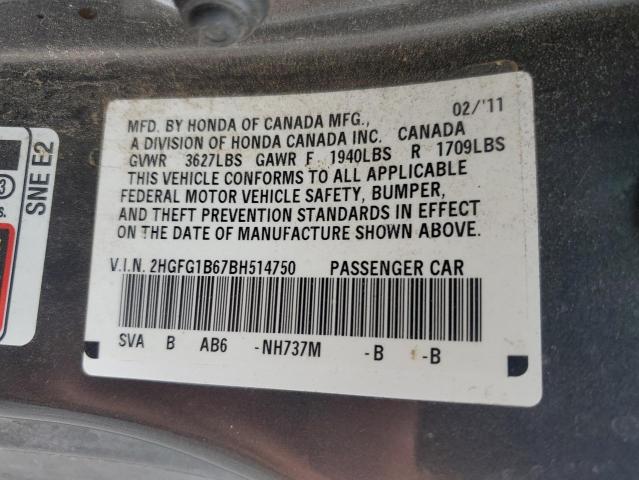 02/'11
MFD. BY HONDA OF CANADA MFG.,
A DIVISION OF HONDA CANADA INC. CANADA
GVWR 3627LBS GAWR F 1940LBS R 1709LBS
THIS VEHICLE CONFORMS TO ALL APPLICABLE
FEDERAL MOTOR VEHICLE SAFETY, BUMPER,
AND THEFT PREVENTION STANDARDS IN EFFECT
ON THE DATE OF MANUFACTURE SHOWN ABOVE.
V.I.N. 2HGFG1B67BH514750 PASSENGER CAR
SVA B AB6 -NH737M -B -B
SNE E2
3
s.